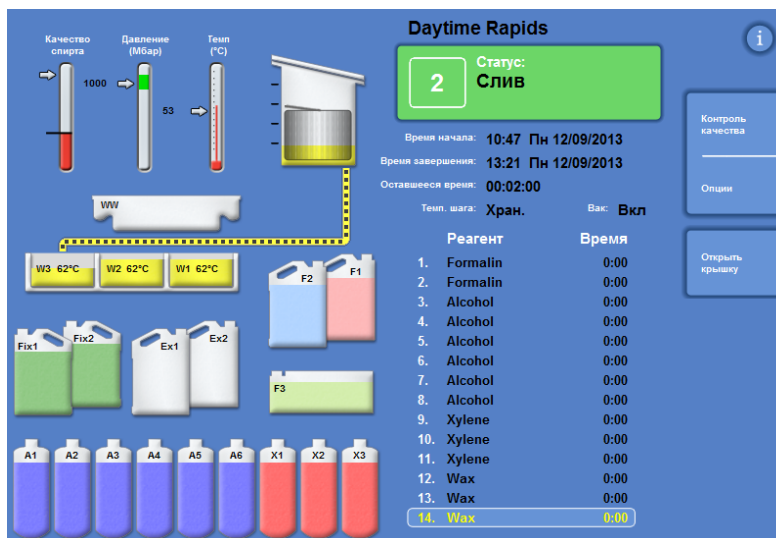 Качество спирта
Давление (Мбар)
Темп (°C)
1000
53
WW
W3 62°C
W2 62°C
W1 62°C
F2
F1
Fix1
Fix2
Ex1
Ex2
F3
A1
A2
A3
A4
A5
A6
X1
X2
X3
Daytime Rapids
2
Статус:
Слив
Время начала: 10:47 Пн 12/09/2013
Время завершения: 13:21 Пн 12/09/2013
Оставшееся время: 00:02:00
Темп. шага: Хран. Вак: Вкл
Реагент Время
1. Formalin 0:00
2. Formalin 0:00
3. Alcohol 0:00
4. Alcohol 0:00
5. Alcohol 0:00
6. Alcohol 0:00
7. Alcohol 0:00
8. Alcohol 0:00
9. Xylene 0:00
10. Xylene 0:00
11. Xylene 0:00
12. Wax 0:00
13. Wax 0:00
14. Wax 0:00
i
Контроль
качества
Опции
Открыть
крышку